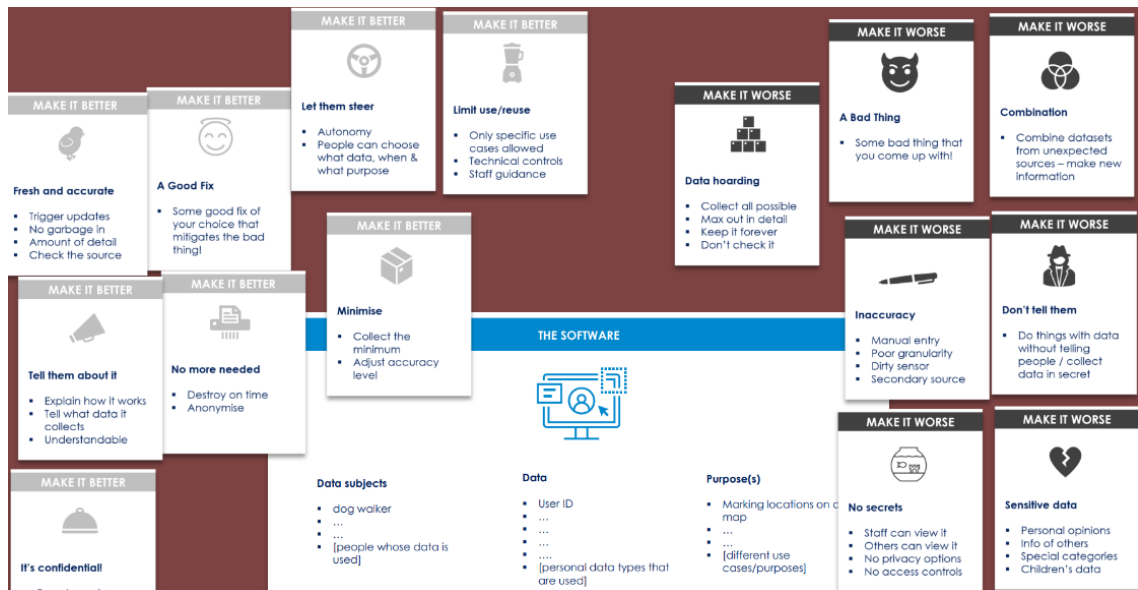 MAKE IT BETTER
Fresh and accurate
▪ Trigger updates
▪ No garbage in
▪ Amount of detail
▪ Check the source
MAKE IT BETTER
A Good Fix
▪ Some good fix of
your choice that
mitigates the bad
thing!
MAKE IT BETTER
Let them steer
▪ Autonomy
▪ People can choose
what data, when &
what purpose
MAKE IT BETTER
Limit use/reuse
▪ Only specific use
cases allowed
▪ Technical controls
▪ Staff guidance
MAKE IT WORSE
Data hoarding
▪ Collect all possible
▪ Max out in detail
▪ Keep it forever
▪ Don't check it
MAKE IT WORSE
A Bad Thing
▪ Some bad thing that
you come up with!
MAKE IT WORSE
Combination
▪ Combine datasets
from unexpected
sources – make new
information
MAKE IT BETTER
Tell them about it
▪ Explain how it works
▪ Tell what data it
collects
▪ Understandable
MAKE IT BETTER
No more needed
▪ Destroy on time
▪ Anonymise
MAKE IT BETTER
Minimise
▪ Collect the
minimum
▪ Adjust accuracy
level
MAKE IT WORSE
Inaccuracy
▪ Manual entry
▪ Poor granularity
▪ Dirty sensor
▪ Secondary source
MAKE IT WORSE
Don't tell them
▪ Do things with data
without telling
people / collect
data in secret
THE SOFTWARE
Data subjects
▪ dog walker
▪ ...
▪ ...
▪ [people whose data is
used]
Data
▪ User ID
▪ ...
▪ ...
▪ ...
▪ ....
▪ [personal data types that
are used]
Purpose(s)
▪ Marking locations on
map
▪ ...
▪ ...
▪ [different use
cases/purposes]
MAKE IT BETTER
It's confidential!
MAKE IT WORSE
No secrets
▪ Staff can view it
▪ Others can view it
▪ No privacy options
▪ No access controls
MAKE IT WORSE
Sensitive data
▪ Personal opinions
▪ Info of others
▪ Special categories
▪ Children's data